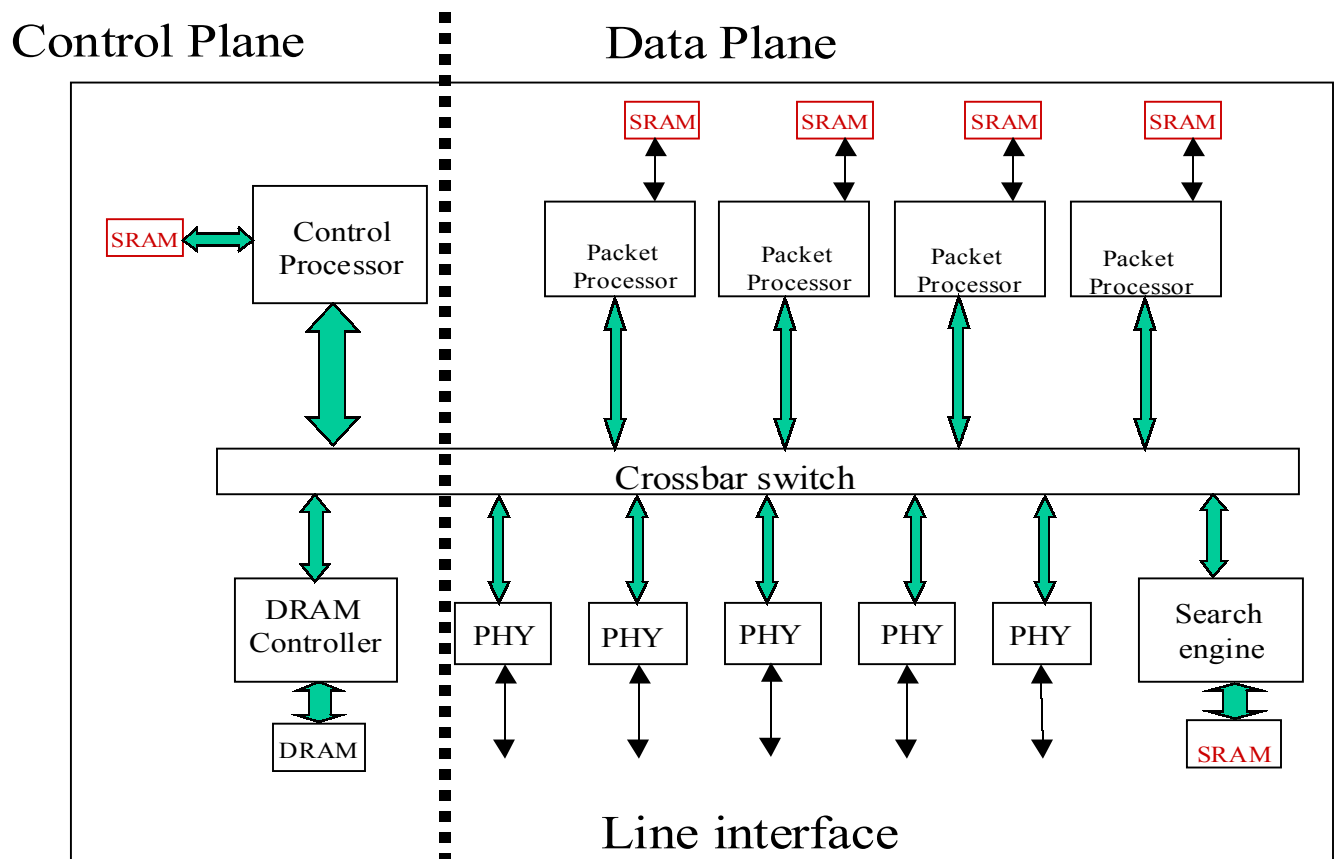 Control Plane
Data Plane
SRAM
SRAM
SRAM
SRAM
SRAM
Control
Processor
Packet
Processor
Packet
Processor
Packet
Processor
Packet
Processor
Crossbar switch
DRAM
Controller
PHY
PHY
PHY
PHY
PHY
Search
engine
DRAM
SRAM
Line interface